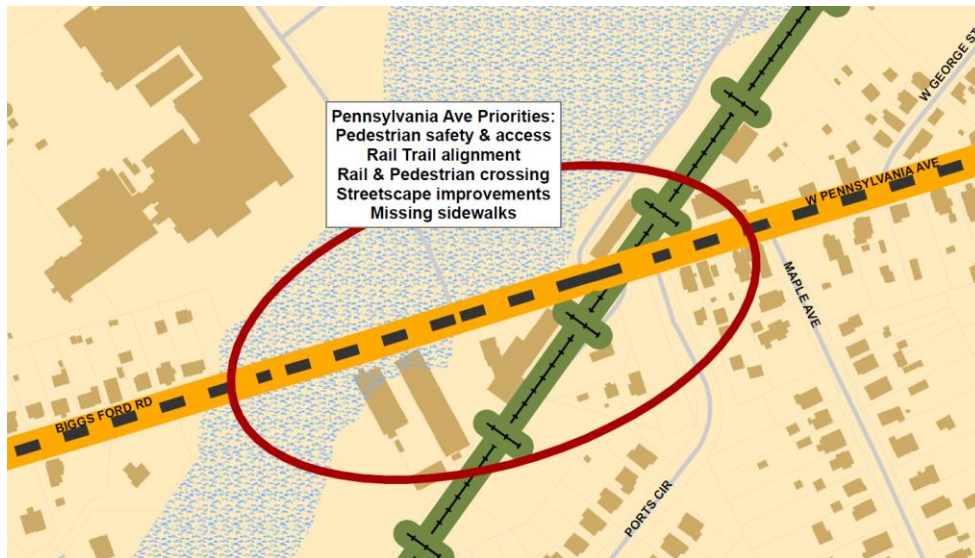 Pennsylvania Ave Priorities:
Pedestrian safety & access
Rail Trail alignment
Rail & Pedestrian crossing
Streetscape improvements
Missing sidewalks
W GEORGE ST
W PENNSYLVANIA AVE
MAPLE AVE
BIGGS FORD RD
PORTS CIR